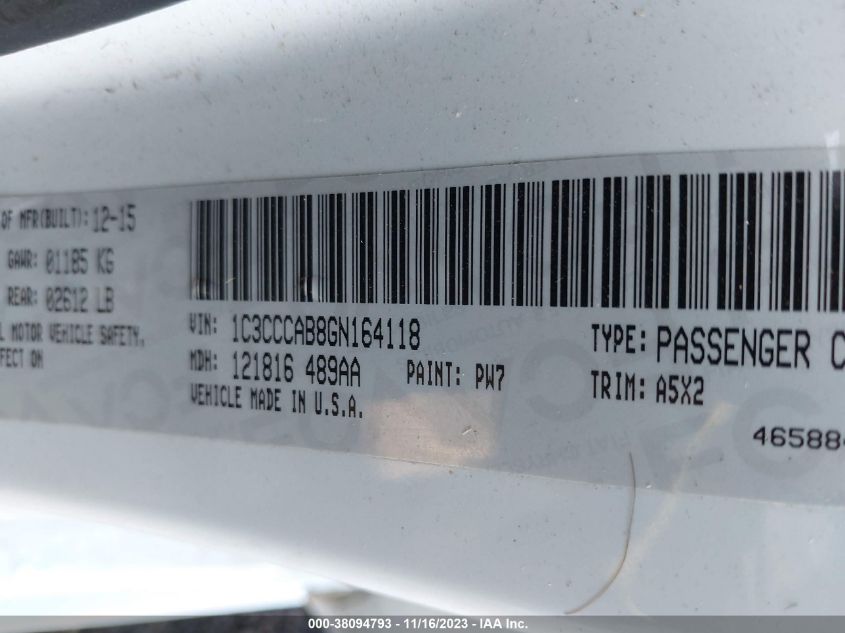 OF MFR(BUILT): 12-15
GAWR: 01185 KG
REAR: 02612 LB
MOTOR VEHICLE SAFETY,
ON
VIN: 1C3CCCAB8GN164118
MDH: 121816 489AA PAINT: PW7
VEHICLE MADE IN U.S.A.
TYPE: PASSENGER C
TRIM: A5X2
46588
000-38094793 - 11/16/2023 - IAA Inc.